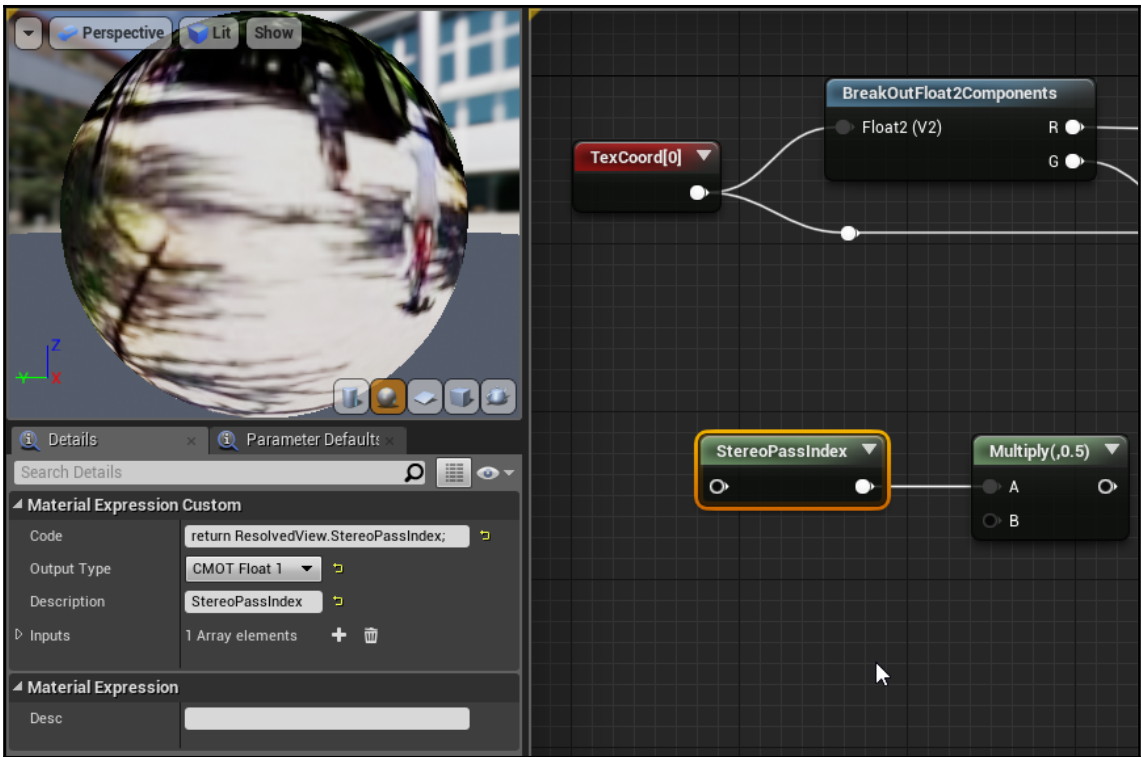 Perspective Lit Show
Z
Y X
Details Parameter Defaults
Search Details
Material Expression Custom
Code return ResolvedView.StereoPassIndex;
Output Type CMOT Float 1
Description StereoPassIndex
Inputs 1 Array elements
Material Expression
Desc
BreakOutFloat2Components
Float2 (V2) R
G
TexCoord[0]
StereoPassIndex
Multiply(,0.5)
A
B